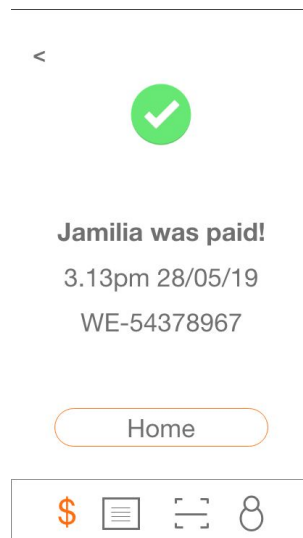 <
Jamilia was paid!
3.13pm 28/05/19
WE-54378967
Home
$